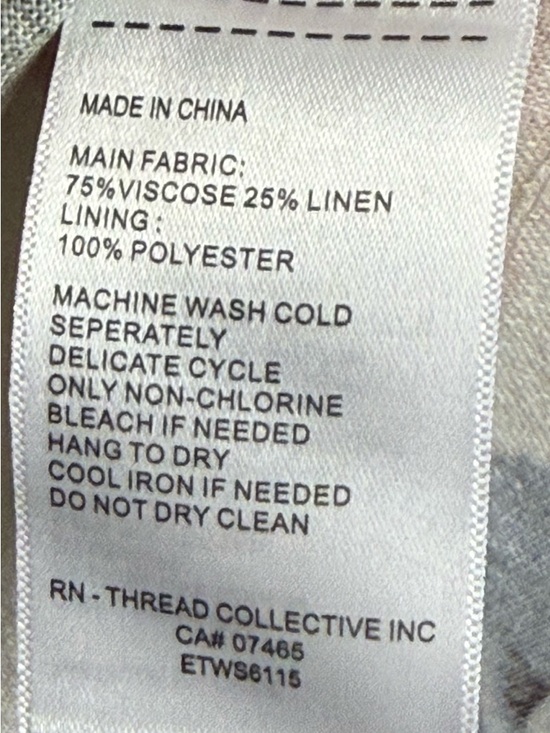 MADE IN CHINA
MAIN FABRIC:
75%VISCOSE 25% LINEN
LINING :
100% POLYESTER
MACHINE WASH COLD
SEPERATELY
DELICATE CYCLE
ONLY NON-CHLORINE
BLEACH IF NEEDED
HANG TO DRY
COOL IRON IF NEEDED
DO NOT DRY CLEAN
RN - THREAD COLLECTIVE INC
CA# 07465
ETWS6115